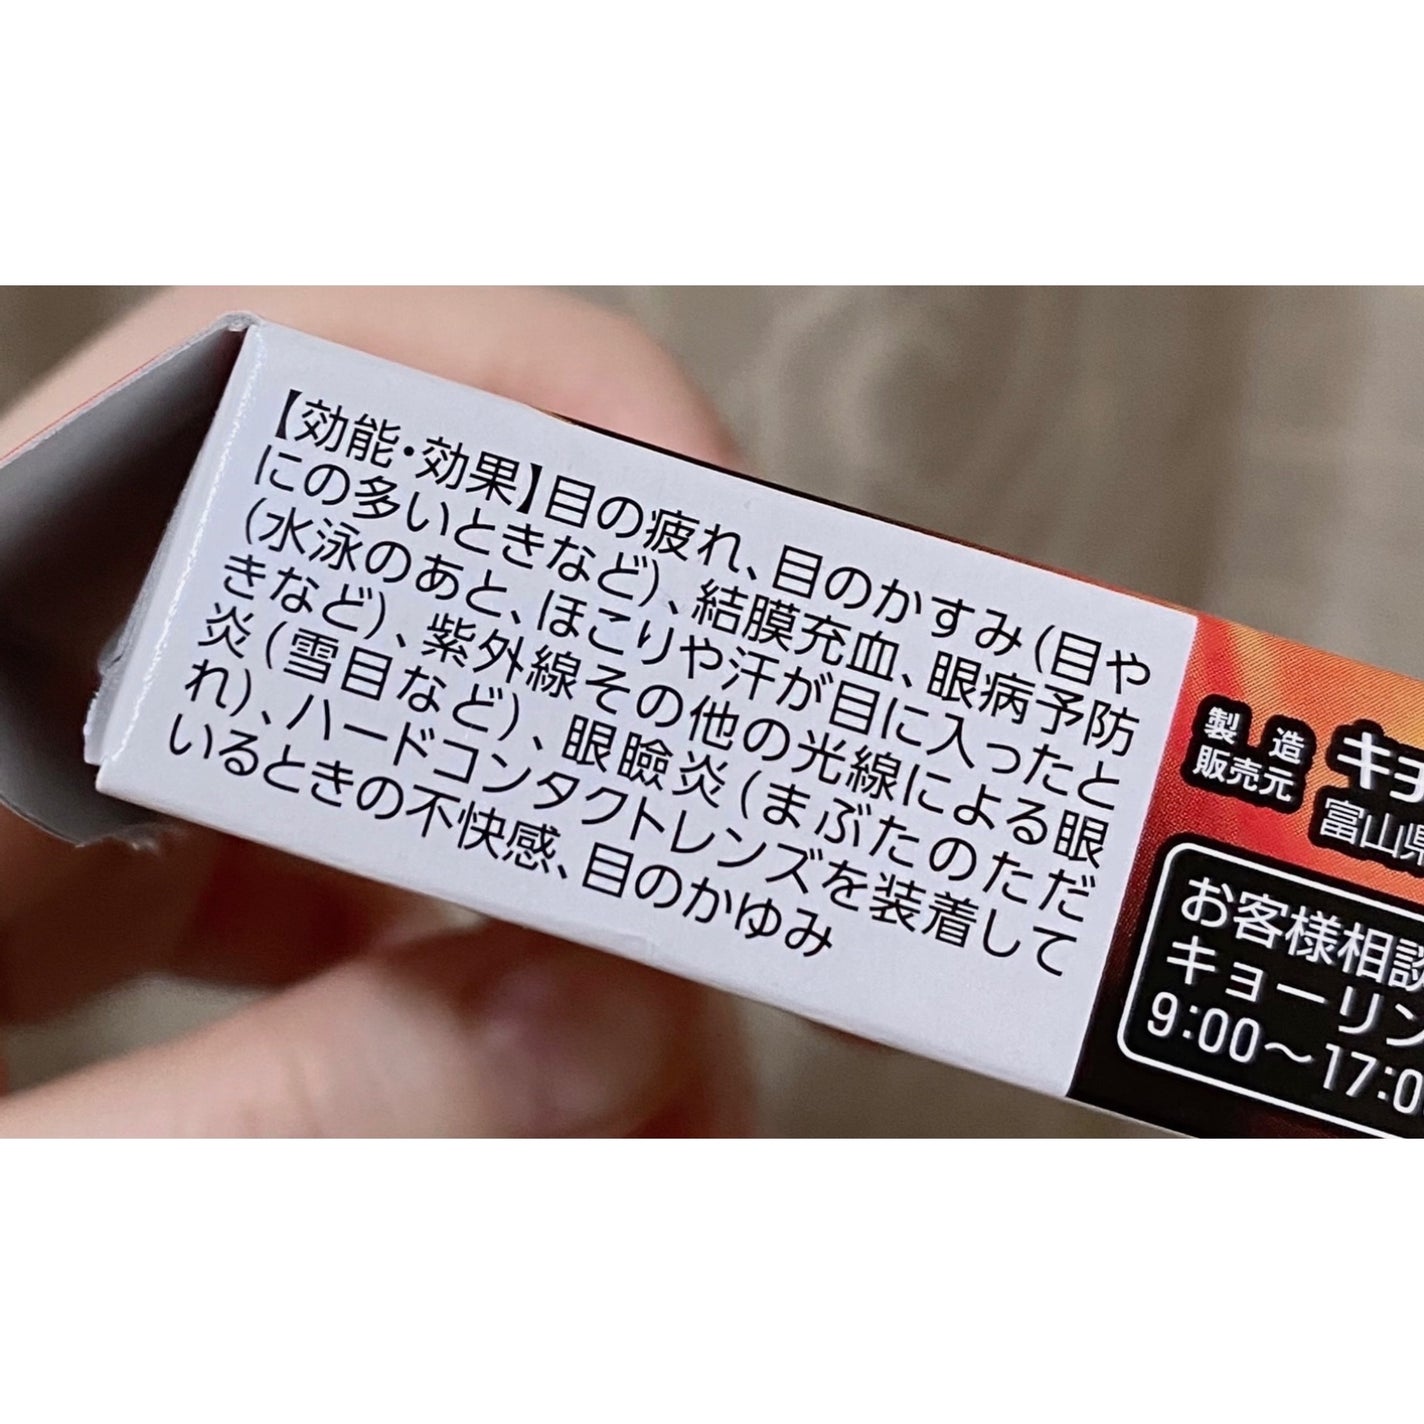 【効能・効果】目の疲れ、目のかすみ（目や
にの多いときなど）、結膜充血、眼病予防
（水泳のあと、ほこりや汗が目に入ったと
きなど）、紫外線その他の光線による眼
炎（雪目など）、眼瞼炎（まぶたのただ
れ）、ハードコンタクトレンズを装着して
いるときの不快感、目のかゆみ
製造
販売元
キョ
富山県
お客様相談
キョーリン
9:00〜17:0